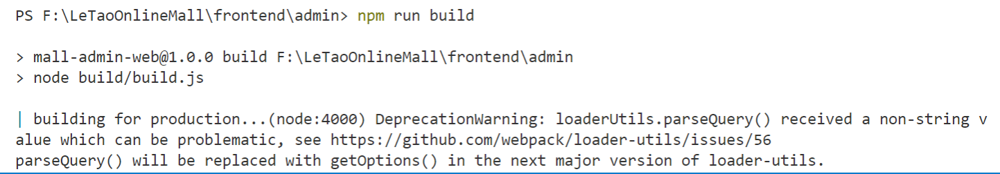 PS F:\LeTaoOnlineMall\frontend\admin> npm run build
> mall-admin-web@1.0.0 build F:\LeTaoOnlineMall\frontend\admin
> node build/build.js
| building for production...(node:4000) DeprecationWarning: loaderUtils.parseQuery() received a non-string v
alue which can be problematic, see https://github.com/webpack/loader-utils/issues/56
parseQuery() will be replaced with getOptions() in the next major version of loader-utils.